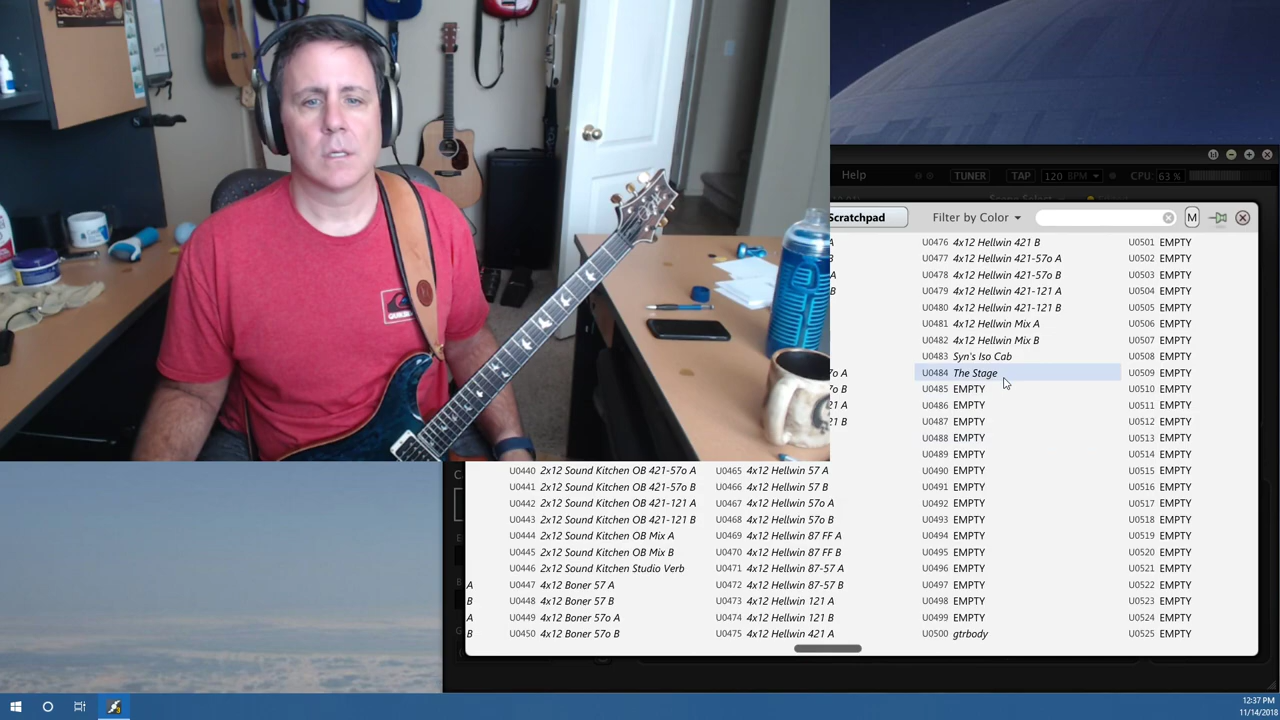 Help
TUNER
TAP
120 BPM
CPU: 63 %
Scratchpad
Filter by Color
M
U0476 4x12 Hellwin 421 B
U0477 4x12 Hellwin 421-57o A
U0478 4x12 Hellwin 421-57o B
U0479 4x12 Hellwin 421-121 A
U0480 4x12 Hellwin 421-121 B
U0481 4x12 Hellwin Mix A
U0482 4x12 Hellwin Mix B
U0483 Syn's Iso Cab
U0484 The Stage
U0485 EMPTY
U0486 EMPTY
U0487 EMPTY
U0488 EMPTY
U0489 EMPTY
U0490 EMPTY
U0491 EMPTY
U0492 EMPTY
U0493 EMPTY
U0494 EMPTY
U0495 EMPTY
U0496 EMPTY
U0497 EMPTY
U0498 EMPTY
U0499 EMPTY
U0500 gtrbody
U0501 EMPTY
U0502 EMPTY
U0503 EMPTY
U0504 EMPTY
U0505 EMPTY
U0506 EMPTY
U0507 EMPTY
U0508 EMPTY
U0509 EMPTY
U0510 EMPTY
U0511 EMPTY
U0512 EMPTY
U0513 EMPTY
U0514 EMPTY
U0515 EMPTY
U0516 EMPTY
U0517 EMPTY
U0518 EMPTY
U0519 EMPTY
U0520 EMPTY
U0521 EMPTY
U0522 EMPTY
U0523 EMPTY
U0524 EMPTY
U0525 EMPTY
7o A
7o B
21 A
21 B
U0440 2x12 Sound Kitchen OB 421-57o A
U0441 2x12 Sound Kitchen OB 421-57o B
U0442 2x12 Sound Kitchen OB 421-121 A
U0443 2x12 Sound Kitchen OB 421-121 B
U0444 2x12 Sound Kitchen OB Mix A
U0445 2x12 Sound Kitchen OB Mix B
U0446 2x12 Sound Kitchen Studio Verb
U0447 4x12 Boner 57 A
U0448 4x12 Boner 57 B
U0449 4x12 Boner 57o A
U0450 4x12 Boner 57o B
U0465 4x12 Hellwin 57 A
U0466 4x12 Hellwin 57 B
U0467 4x12 Hellwin 57o A
U0468 4x12 Hellwin 57o B
U0469 4x12 Hellwin 87 FF A
U0470 4x12 Hellwin 87 FF B
U0471 4x12 Hellwin 87-57 A
U0472 4x12 Hellwin 87-57 B
U0473 4x12 Hellwin 121 A
U0474 4x12 Hellwin 121 B
U0475 4x12 Hellwin 421 A
A
B
A
B
12:37 PM
11/14/2018